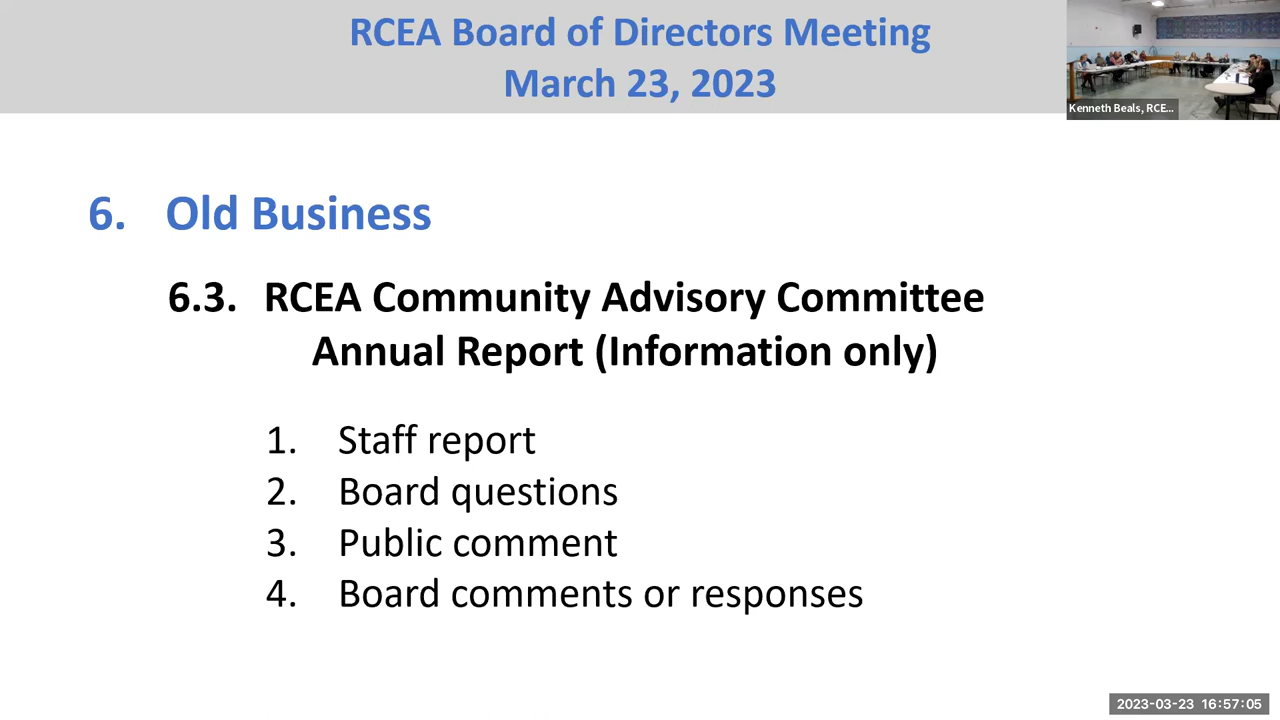 RCEA Board of Directors Meeting
March 23, 2023
Kenneth Beals, RCE...
6. Old Business
6.3. RCEA Community Advisory Committee
Annual Report (Information only)
1. Staff report
2. Board questions
3. Public comment
4. Board comments or responses
2023-03-23 16:57:05